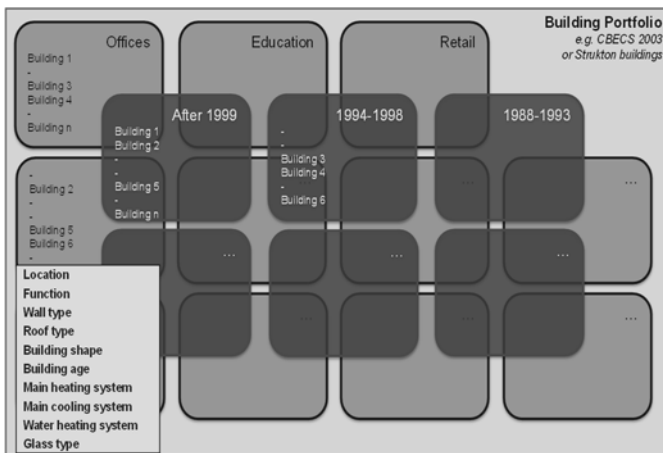 Building Portfolio
e.g. CBECS 2003
or Strukton buildings
Offices
Building 1
-
Building 3
Building 4
-
Building n
Education
Retail
After 1999
Building 1
Building 2
-
-
Building 5
-
Building n
1994-1998
-
-
Building 3
Building 4
-
Building 6
1988-1993
-
Building 2
-
-
Building 5
Building 6
-
...
...
...
...
...
...
...
...
...
Location
Function
Wall type
Roof type
Building shape
Building age
Main heating system
Main cooling system
Water heating system
Glass type